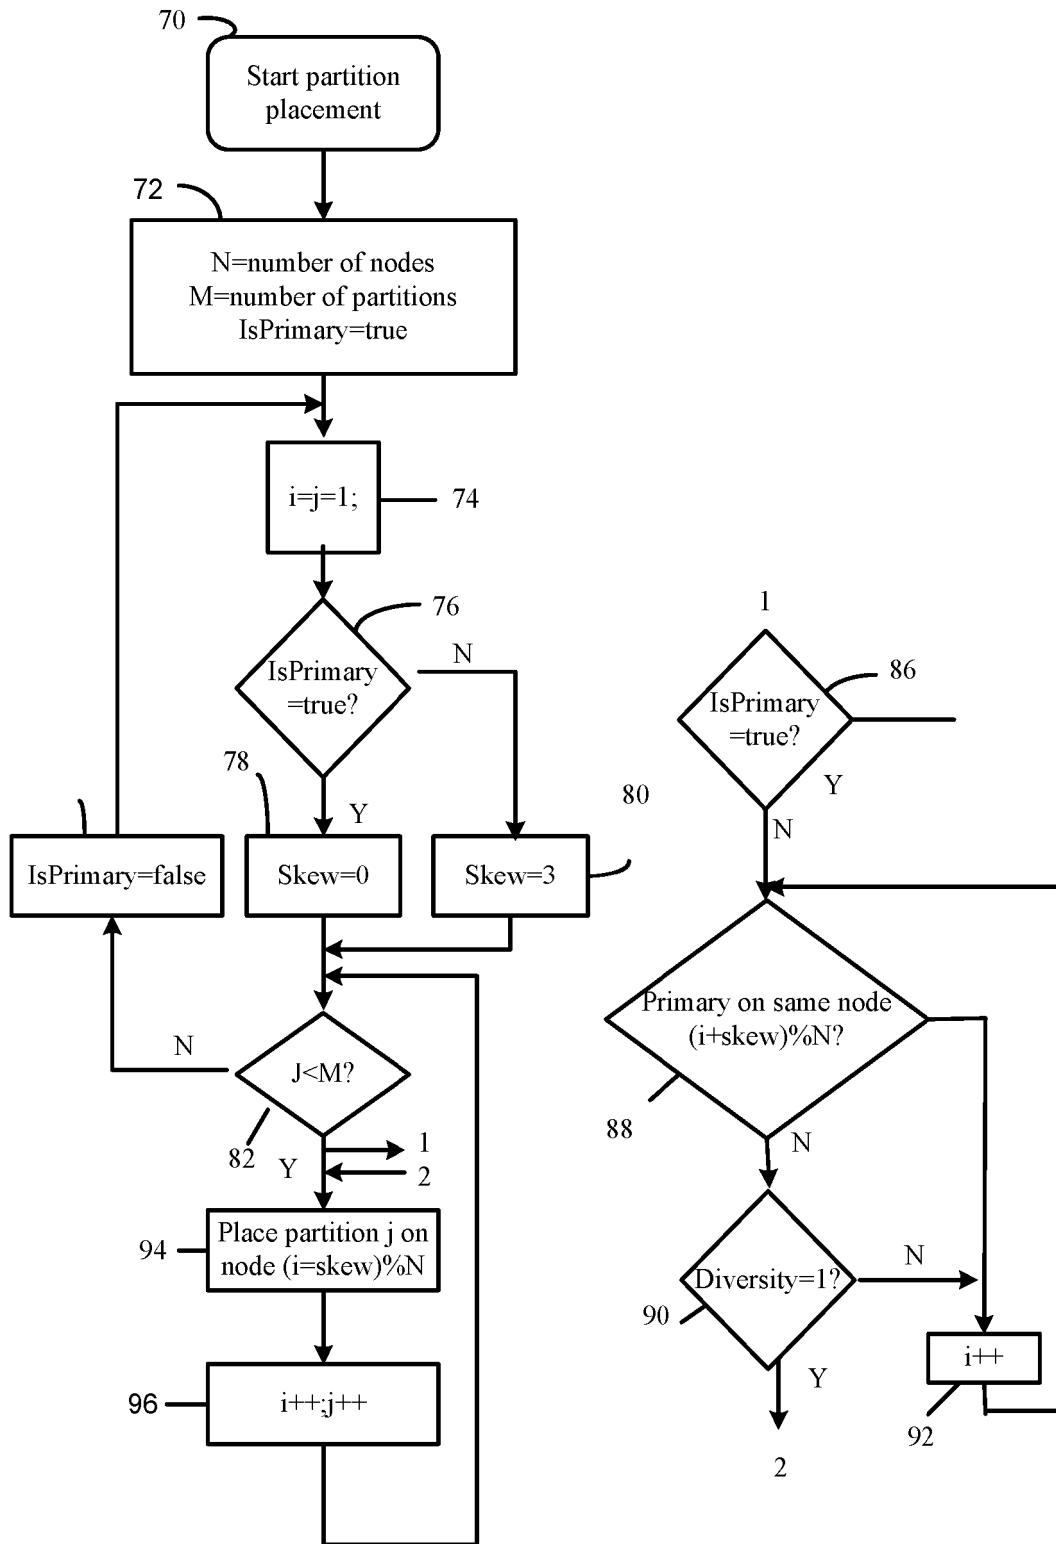 70
Start partition
placement
72
N=number of nodes
M=number of partitions
IsPrimary=true
i=j=1;
74
76
IsPrimary
=true?
N
78
Y
80
IsPrimary=false
Skew=0
Skew=3
N
J<M?
82
Y
1
2
94
Place partition j on
node (i=skew)%N
96
i++;j++
1
86
IsPrimary
=true?
Y
N
Primary on same node
(i+skew)%N?
88
N
Diversity=1?
N
90
Y
i++
92
2